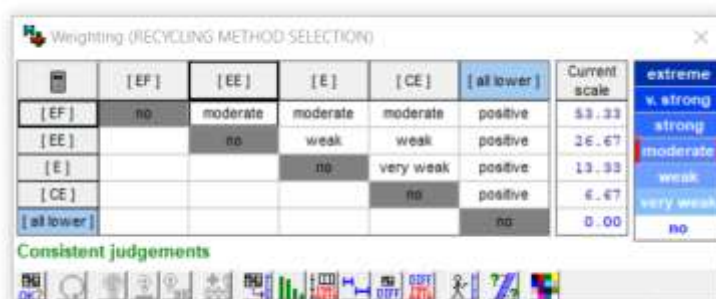 Weighting (RECYCLING METHOD SELECTION)
[ EF ] [ EE ] [ E ] [ CE ] [ all lower ] Current scale
[ EF ] no moderate moderate moderate positive 53.33
[ EE ] no weak weak positive 26.67
[ E ] no very weak positive 13.33
[ CE ] no positive 6.67
[ all lower ] no 0.00
extreme
v. strong
strong
moderate
weak
very weak
no
Consistent judgements